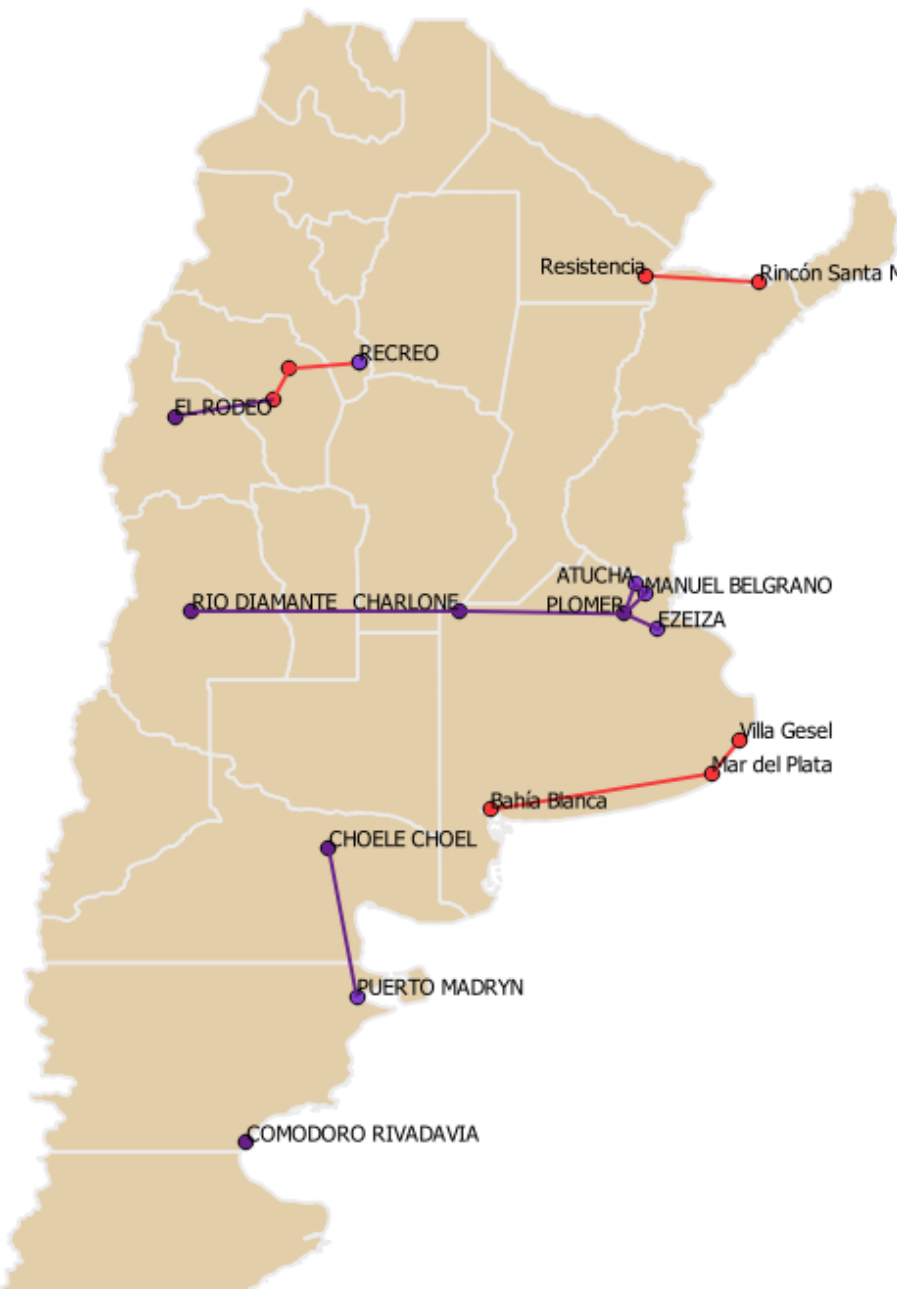 Resistencia
Rincón Santa
RECREO
EL RODEO
ATUCHA
MANUEL BELGRANO
RIO DIAMANTE
CHARLONE
PLOMER
EZEIZA
Villa Gesel
Mar del Plata
Bahía Blanca
CHOELE CHOEL
PUERTO MADRYN
COMODORO RIVADAVIA